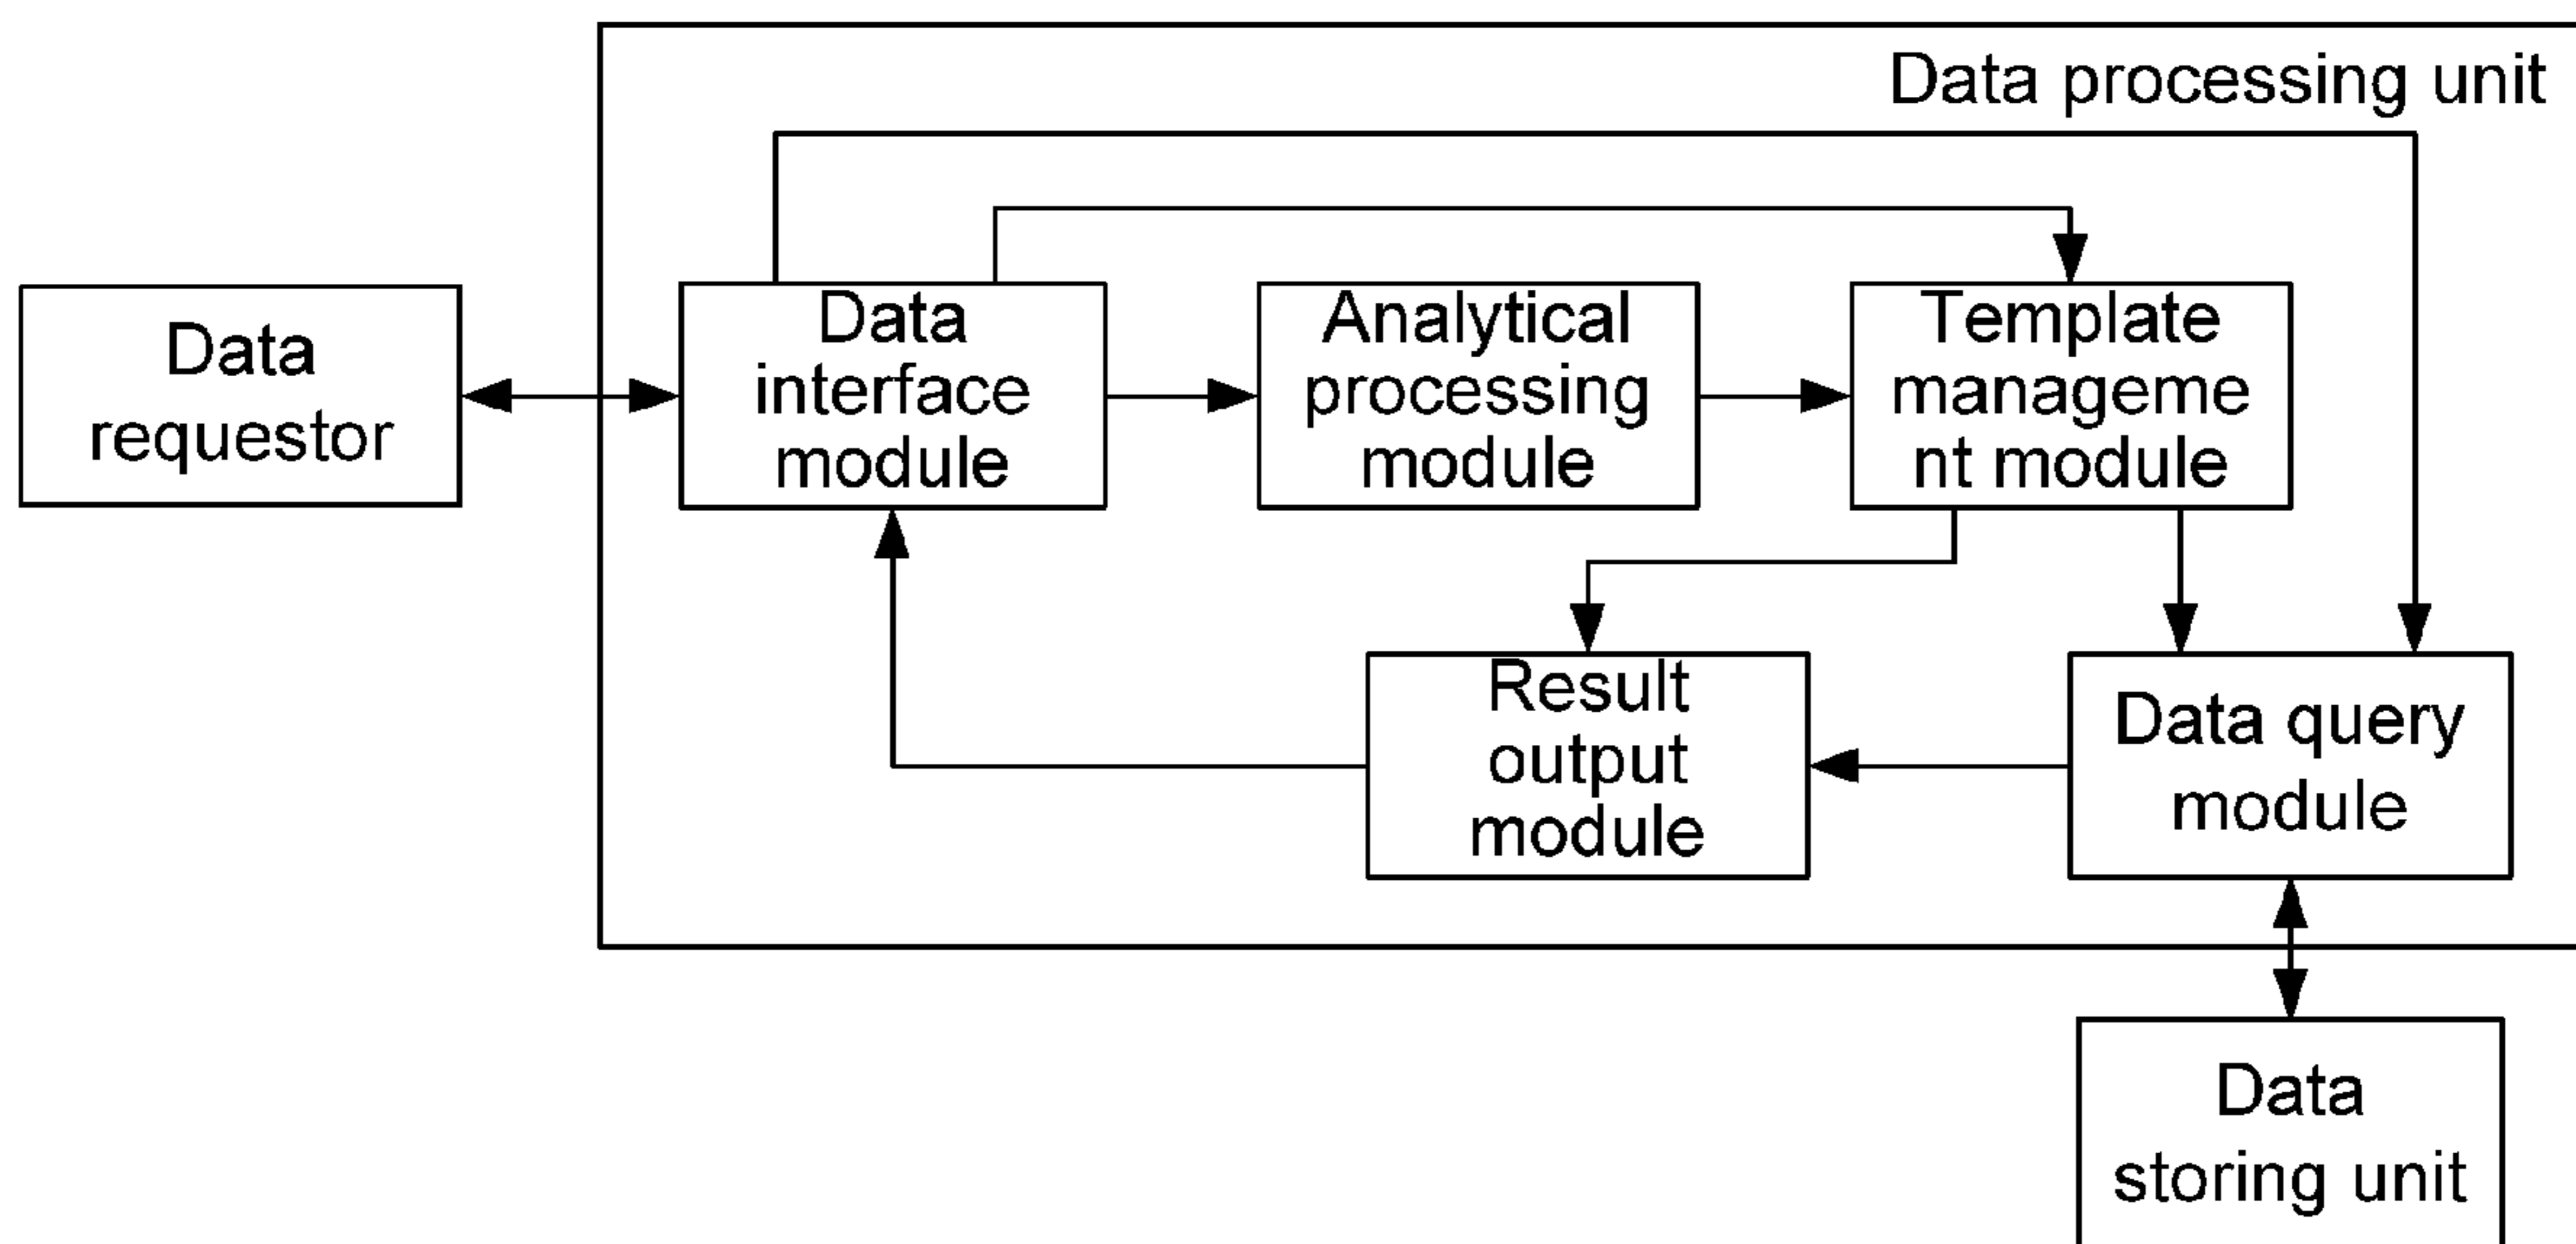 Data processing unit
Data
requestor
Data
interface
module
Analytical
processing
module
Template
manageme
nt module
Result
output
module
Data query
module
Data
storing unit